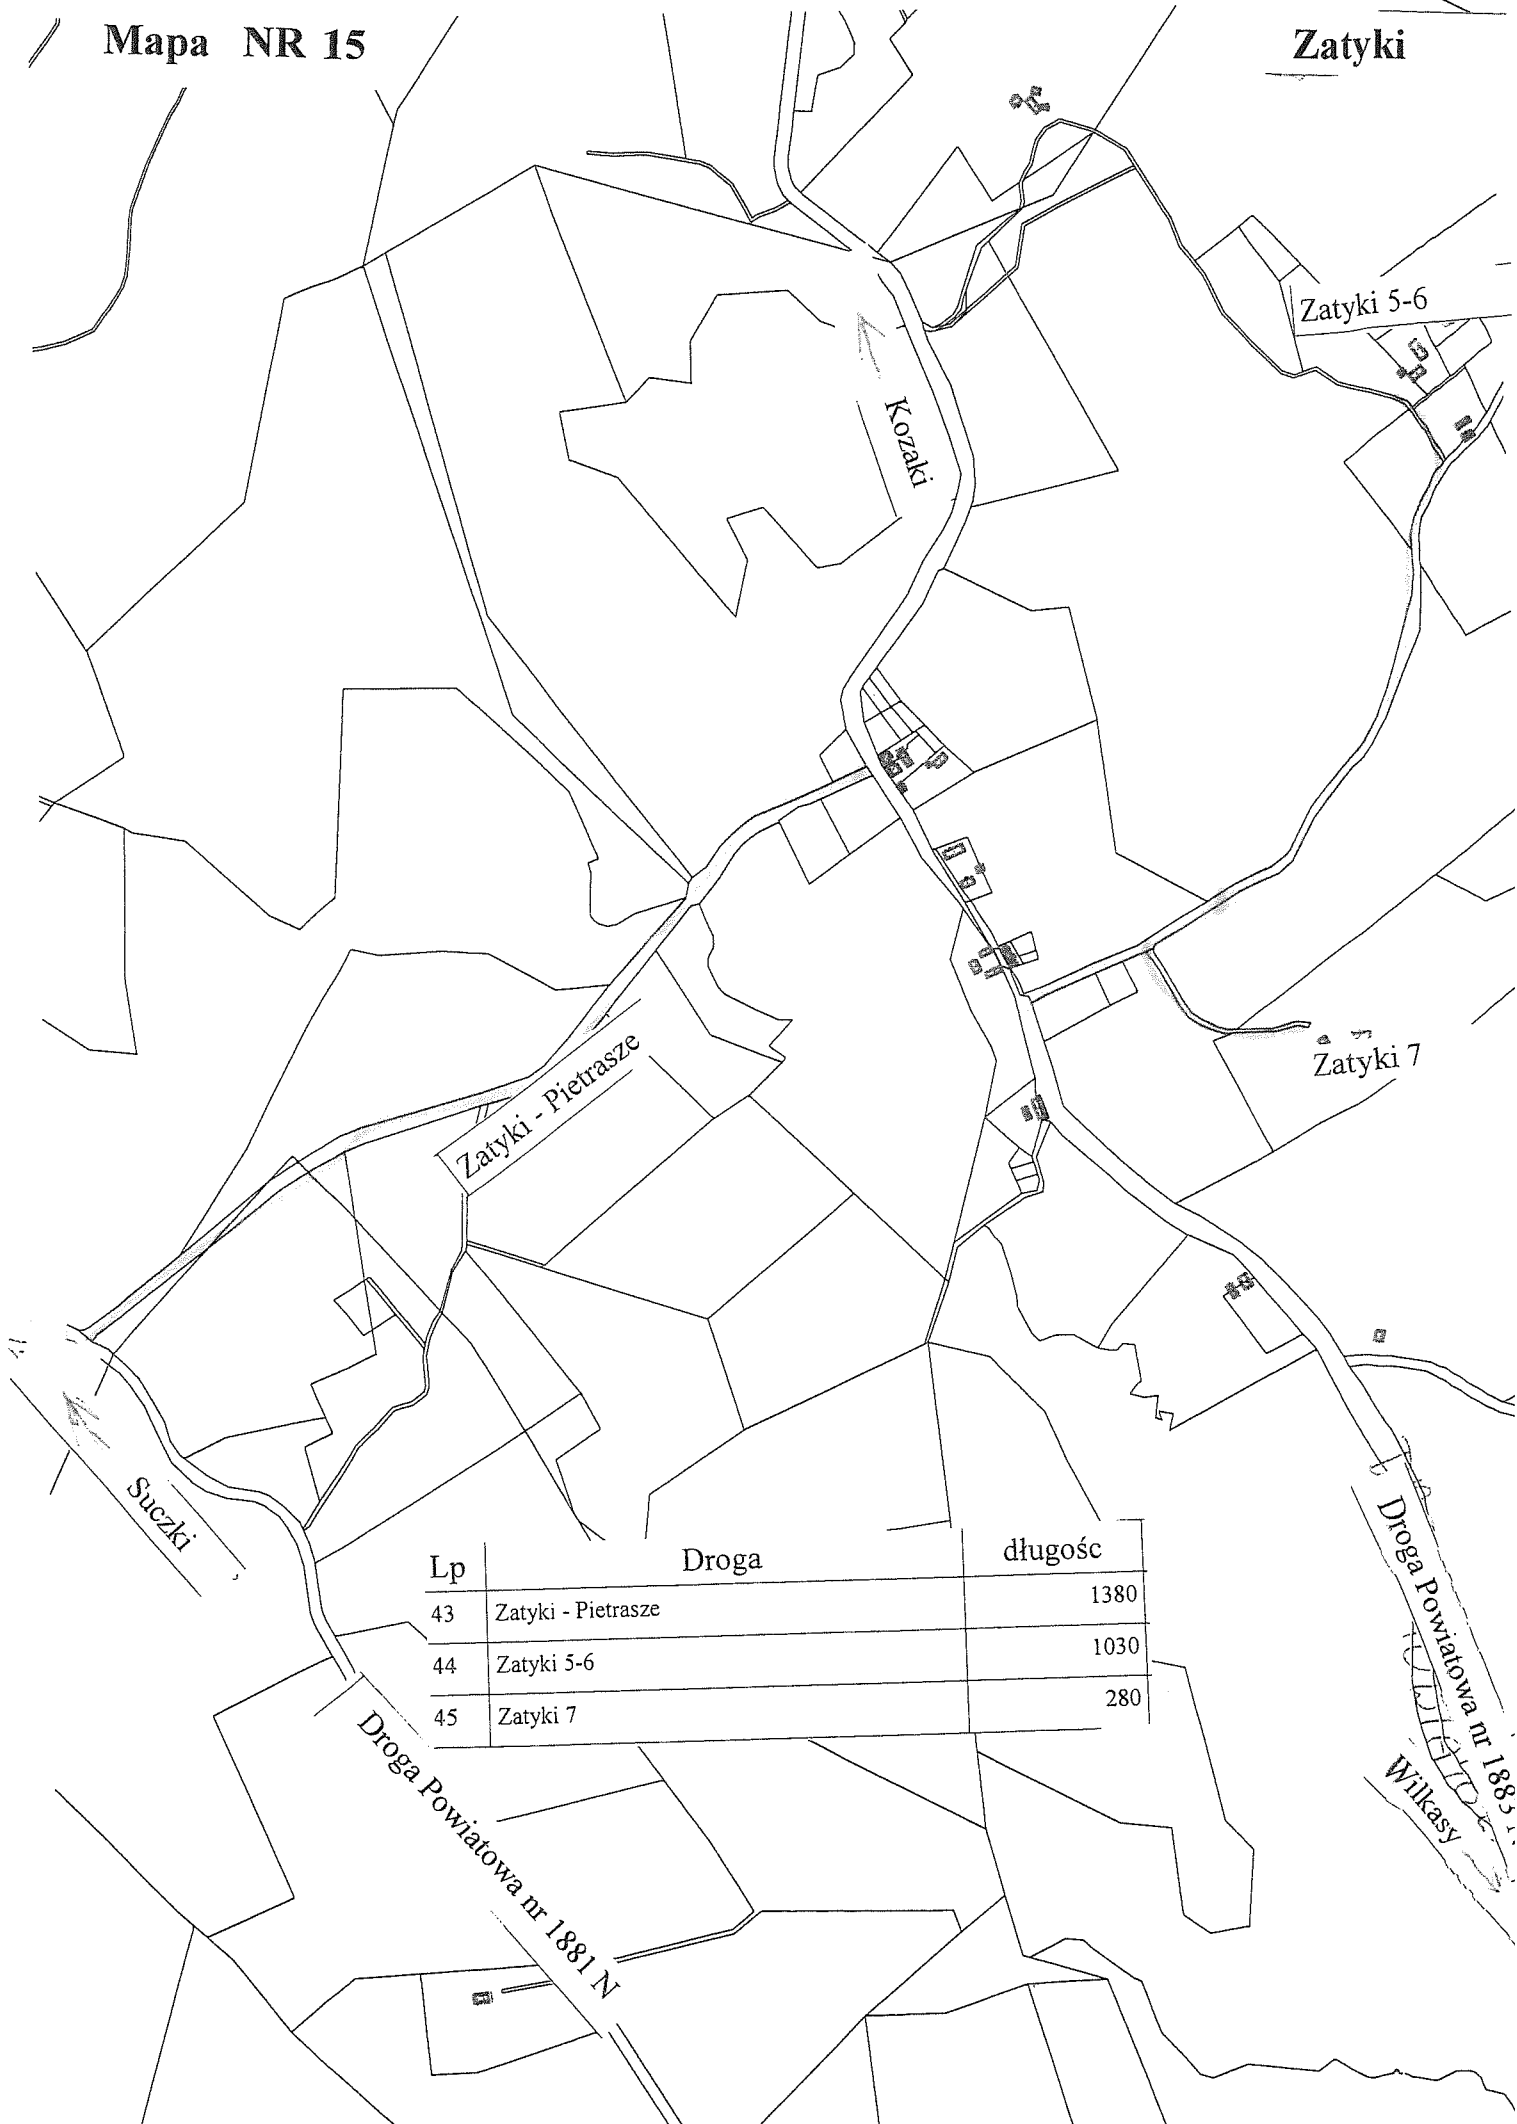 Mapa NR 15
Zatyki
Zatyki 5-6
Kozaki
Zatyki 7
Zatyki - Pietrasze
Suczki
Lp Droga długośc
43 Zatyki - Pietrasze 1380
44 Zatyki 5-6 1030
45 Zatyki 7 280
Droga Powiatowa nr 1883
Wilkasy
Droga Powiatowa nr 1881 N